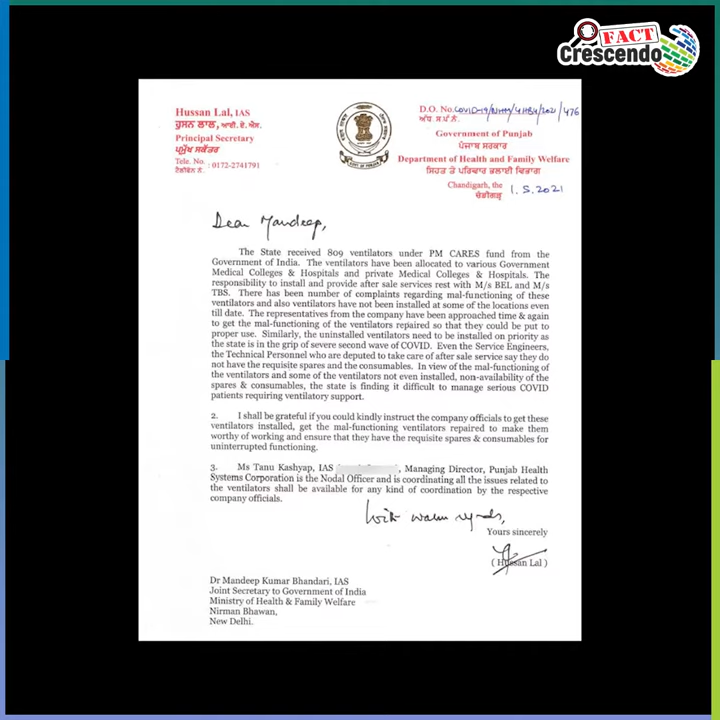 FACT
Crescendo
Hussan Lal, IAS
ਹੁਸਨ ਲਾਲ, ਆਈ.ਏ.ਐਸ.
Principal Secretary
ਪ੍ਰਮੁੱਖ ਸਕੱਤਰ
Tele. No. : 0172-2741791
ਟੈਲੀਫੋਨ ਨੰ.
GOVT. OF PUNJAB
D.O. No. COVID-19/NHM/4HB4/2021/476
ਅੱਧ ਸ.ਪੱ.ਨੰ.
Government of Punjab
ਪੰਜਾਬ ਸਰਕਾਰ
Department of Health and Family Welfare
ਸਿਹਤ ਤੇ ਪਰਿਵਾਰ ਭਲਾਈ ਵਿਭਾਗ
Chandigarh, the 1.5.2021
ਚੰਡੀਗੜ੍ਹ
Dear Mandeep,
The State received 809 ventilators under PM CARES fund from the
Government of India. The ventilators have been allocated to various Government
Medical Colleges & Hospitals and private Medical Colleges & Hospitals. The
responsibility to install and provide after sale services rest with M/s BEL and M/s
TBS. There has been number of complaints regarding mal-functioning of these
ventilators and also ventilators have not been installed at some of the locations even
till date. The representatives from the company have been approached time & again
to get the mal-functioning of the ventilators repaired so that they could be put to
proper use. Similarly, the uninstalled ventilators need to be installed on priority as
the state is in the grip of severe second wave of COVID. Even the Service Engineers,
the Technical Personnel who are deputed to take care of after sale service say they do
not have the requisite spares and the consumables. In view of the mal-functioning of
the ventilators and some of the ventilators not even installed, non-availability of the
spares & consumables, the state is finding it difficult to manage serious COVID
patients requiring ventilatory support.
2. I shall be grateful if you could kindly instruct the company officials to get these
ventilators installed, get the mal-functioning ventilators repaired to make them
worthy of working and ensure that they have the requisite spares & consumables for
uninterrupted functioning.
3. Ms Tanu Kashyap, IAS , Managing Director, Punjab Health
Systems Corporation is the Nodal Officer and is coordinating all the issues related to
the ventilators shall be available for any kind of coordination by the respective
company officials.
With warm regards,
Yours sincerely
(Hussan Lal)
Dr Mandeep Kumar Bhandari, IAS
Joint Secretary to Government of India
Ministry of Health & Family Welfare
Nirman Bhawan,
New Delhi.